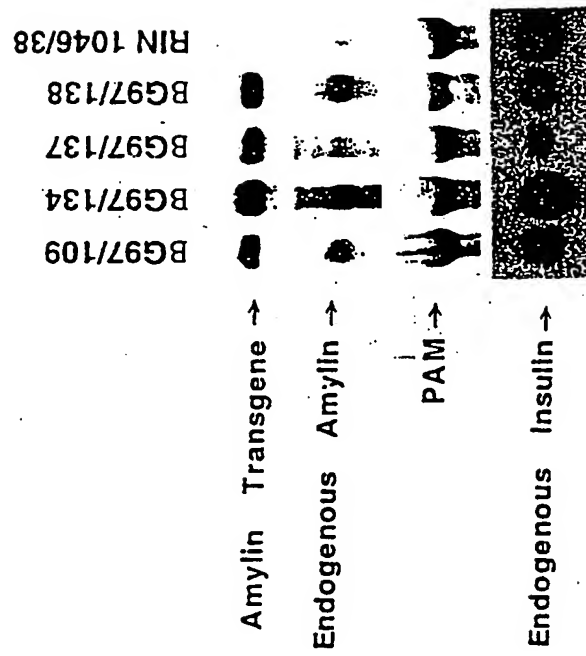 RIN 1046/38
BG97/138
BG97/137
BG97/134
BG97/109
Amylin Transgene →
Endogenous Amylin →
PAM →
Endogenous Insulin →